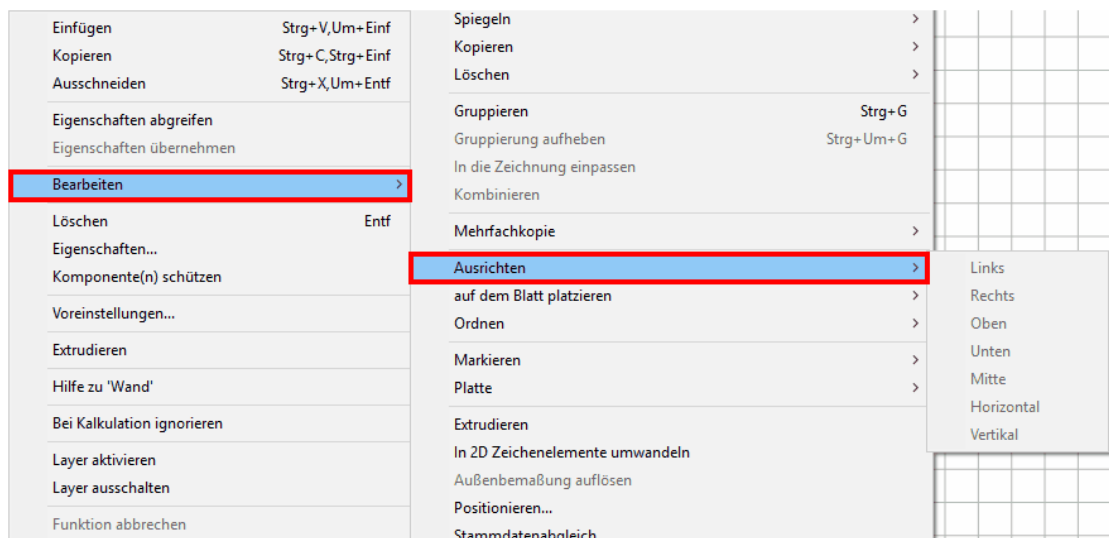 Einfügen Strg+V,Um+Einf
Kopieren Strg+C,Strg+Einf
Ausschneiden Strg+X,Um+Entf
Eigenschaften abgreifen
Eigenschaften übernehmen
Bearbeiten
Löschen Entf
Eigenschaften...
Komponente(n) schützen
Voreinstellungen...
Extrudieren
Hilfe zu 'Wand'
Bei Kalkulation ignorieren
Layer aktivieren
Layer ausschalten
Funktion abbrechen
Spiegeln
Kopieren
Löschen
Gruppieren Strg+G
Gruppierung aufheben Strg+Um+G
In die Zeichnung einpassen
Kombinieren
Mehrfachkopie
Ausrichten
auf dem Blatt platzieren
Ordnen
Markieren
Platte
Extrudieren
In 2D Zeichenelemente umwandeln
Außenbemaßung auflösen
Positionieren...
Stammdatenabgleich
Links
Rechts
Oben
Unten
Mitte
Horizontal
Vertikal